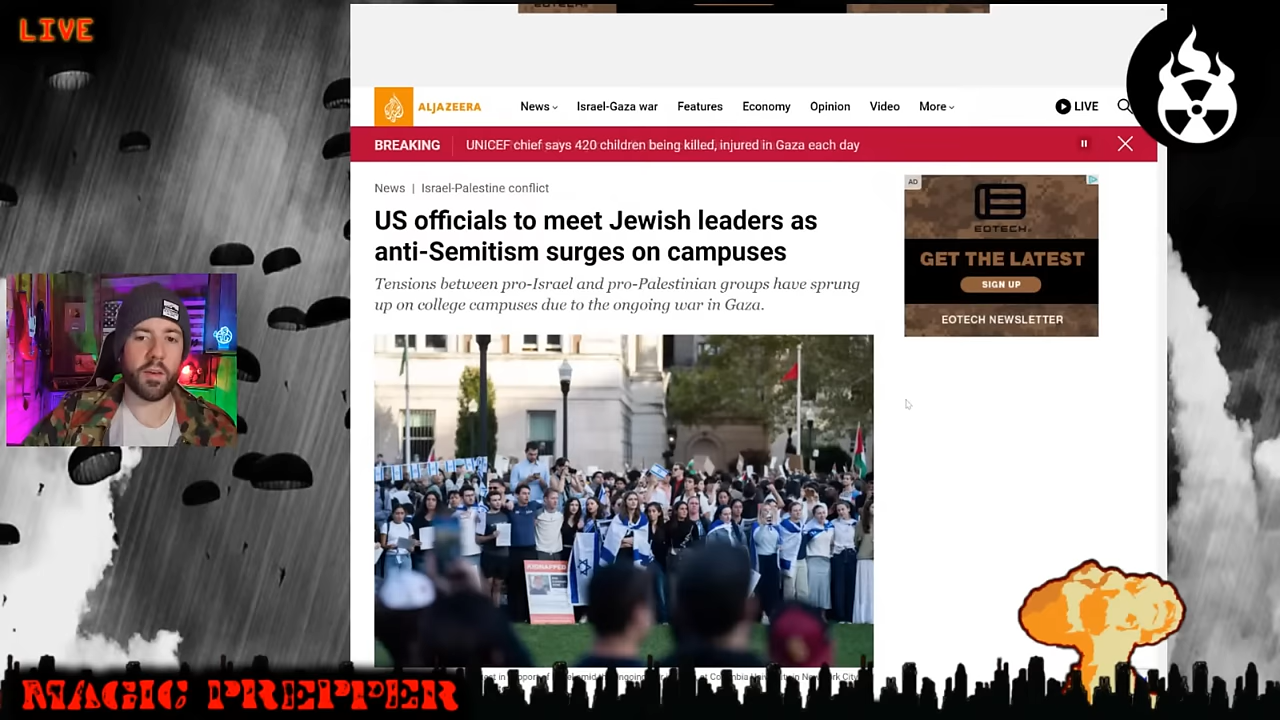 LIVE
EOTECH
ALJAZEERA
News
Israel-Gaza war
Features
Economy
Opinion
Video
More
LIVE
BREAKING
UNICEF chief says 420 children being killed, injured in Gaza each day
News | Israel-Palestine conflict
US officials to meet Jewish leaders as
anti-Semitism surges on campuses
Tensions between pro-Israel and pro-Palestinian groups have sprung
up on college campuses due to the ongoing war in Gaza.
AD
EOTECH
GET THE LATEST
SIGN UP
EOTECH NEWSLETTER
KIDNAPPED
MAGIC PREPPER